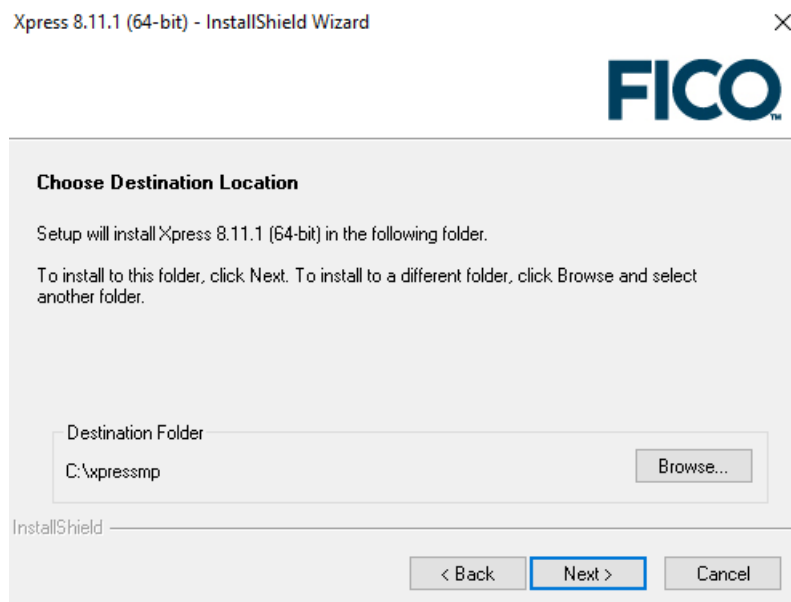 Xpress 8.11.1 (64-bit) - InstallShield Wizard
FICO™
Choose Destination Location
Setup will install Xpress 8.11.1 (64-bit) in the following folder.
To install to this folder, click Next. To install to a different folder, click Browse and select
another folder.
Destination Folder
C:\xpressmp
Browse...
InstallShield
< Back
Next >
Cancel